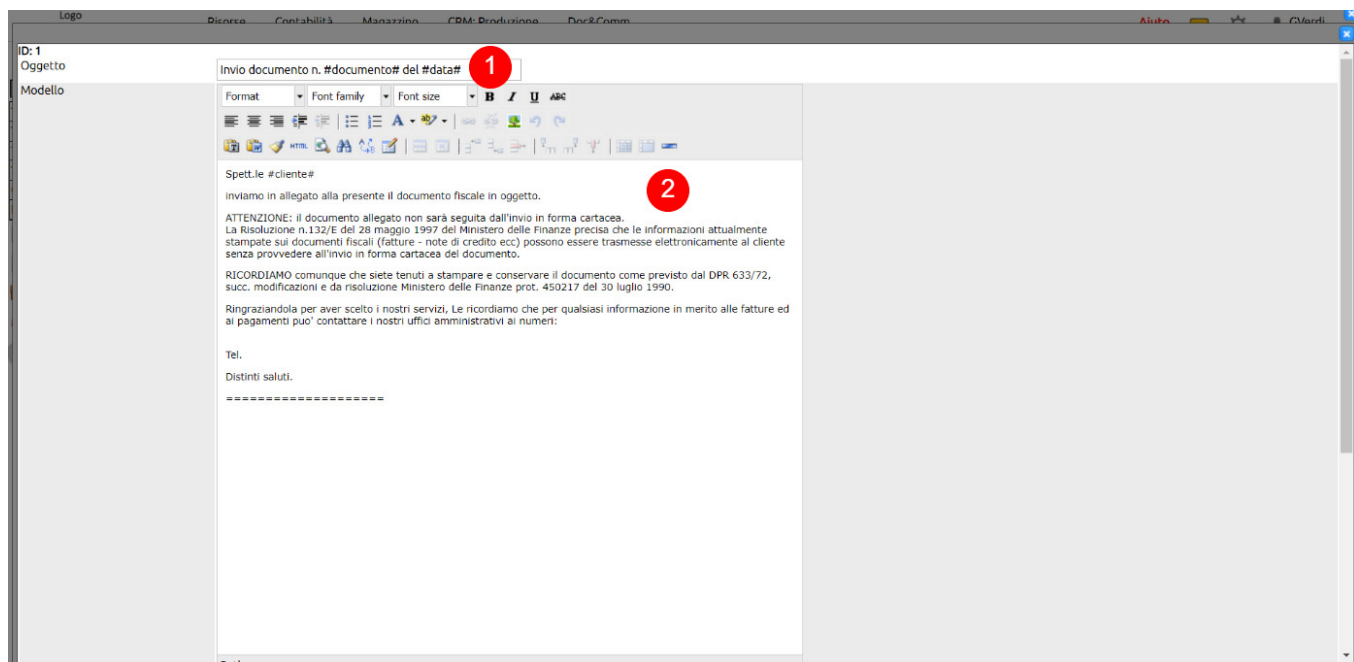 Logo
Risorse Contabilità Magazzino CRM: Produzione Doc&Comm Aiuto GVerdi
ID: 1
Oggetto
Invio documento n. #documento# del #data#
1
Modello
Format Font family Font size B I U ABC
A ab
HTML
Spett.le #cliente#
2
inviamo in allegato alla presente il documento fiscale in oggetto.
ATTENZIONE: il documento allegato non sarà seguita dall'invio in forma cartacea.
La Risoluzione n.132/E del 28 maggio 1997 del Ministero delle Finanze precisa che le informazioni attualmente
stampate sui documenti fiscali (fatture - note di credito ecc) possono essere trasmesse elettronicamente al cliente
senza provvedere all'invio in forma cartacea del documento.
RICORDIAMO comunque che siete tenuti a stampare e conservare il documento come previsto dal DPR 633/72,
succ. modificazioni e da risoluzione Ministero delle Finanze prot. 450217 del 30 luglio 1990.
Ringraziandola per aver scelto i nostri servizi, Le ricordiamo che per qualsiasi informazione in merito alle fatture ed
ai pagamenti puo' contattare i nostri uffici amministrativi ai numeri:
Tel.
Distinti saluti.
====================